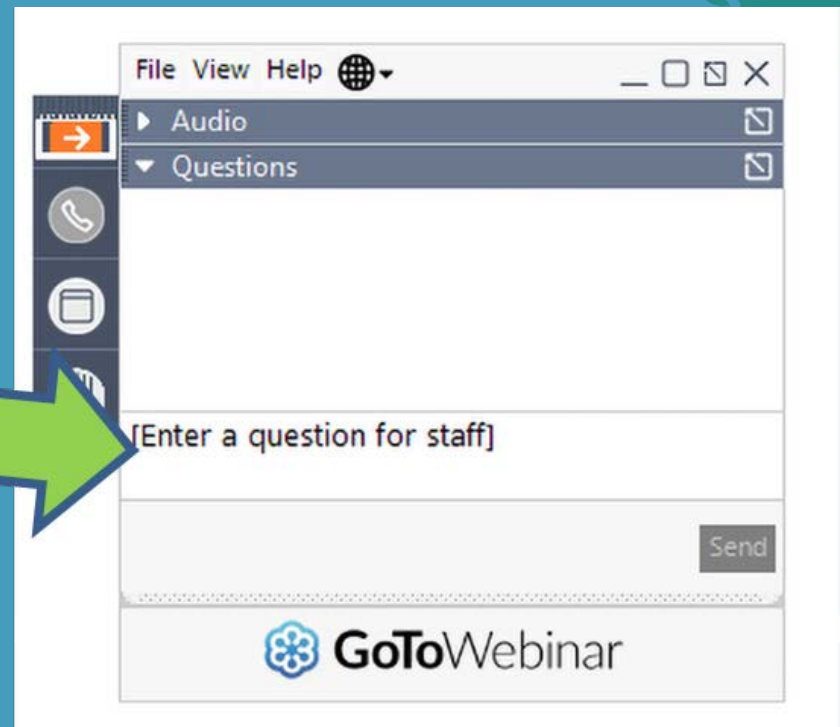 File View Help
Audio
Questions
[Enter a question for staff]
Send
GoToWebinar